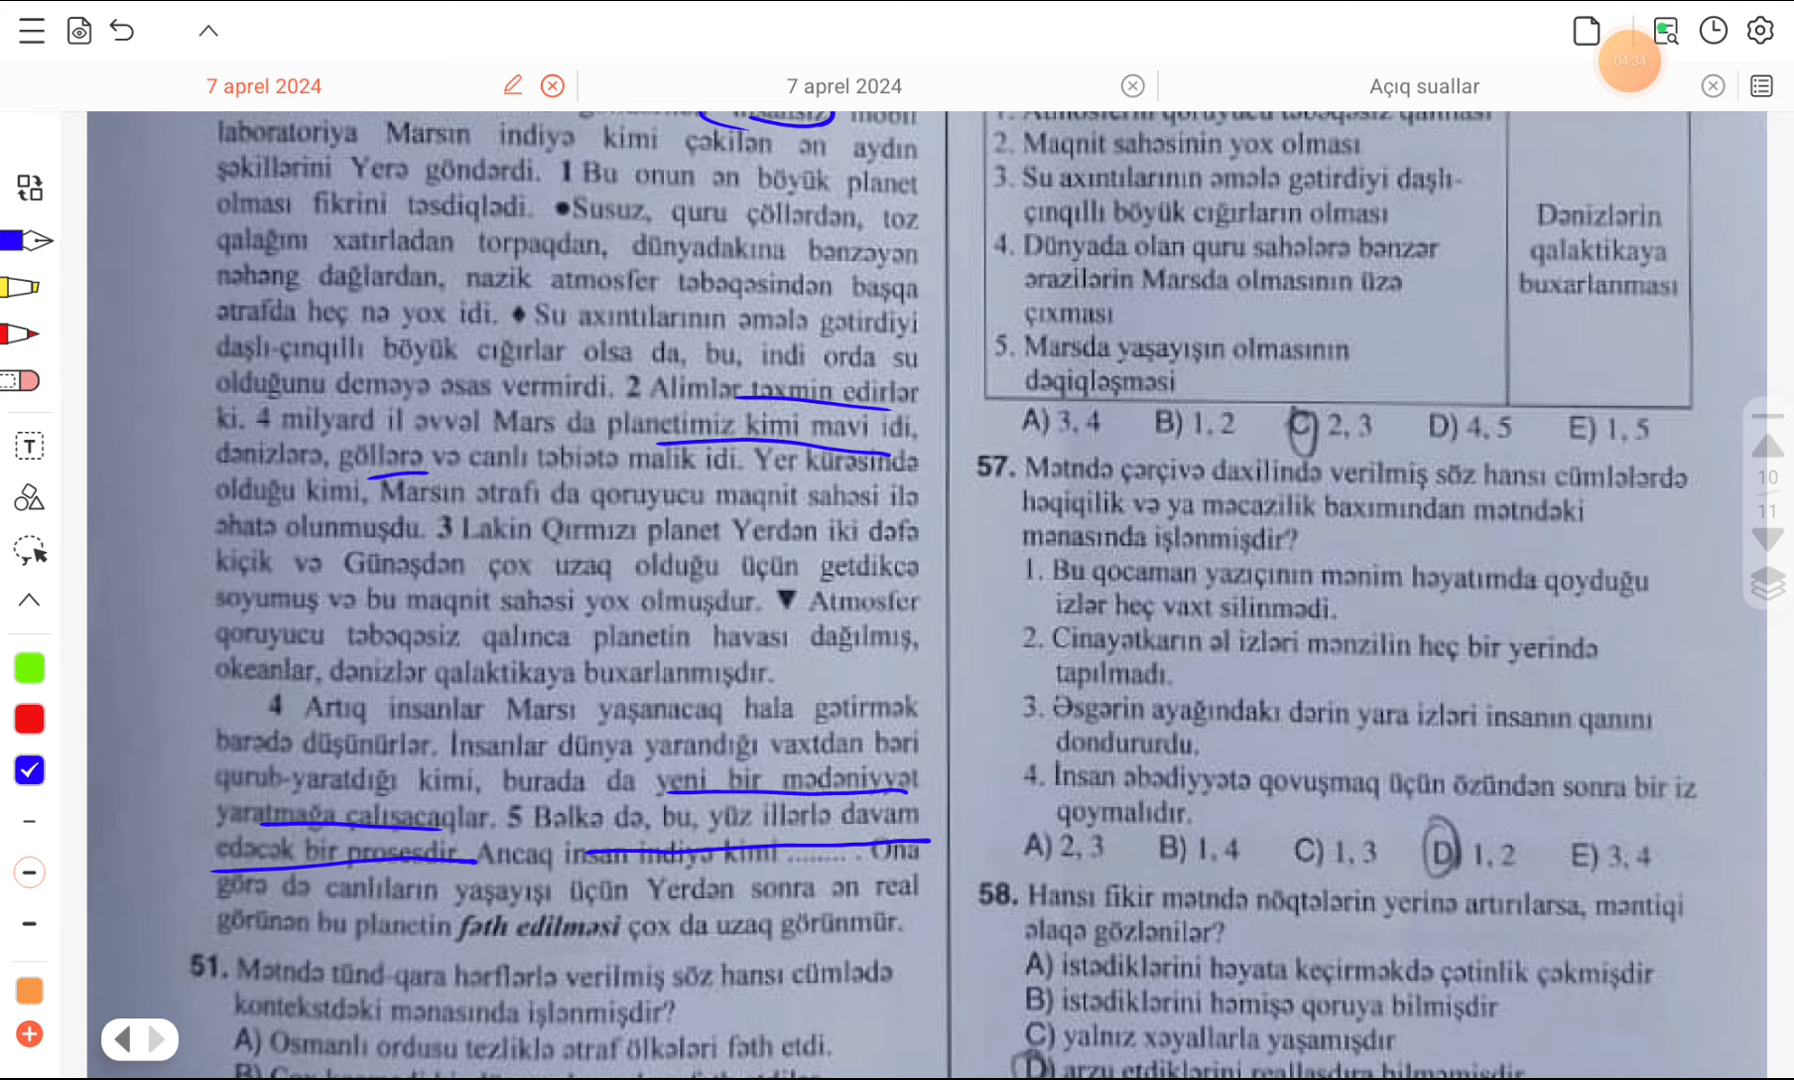 04:34
7 aprel 2024
7 aprel 2024
Açıq suallar
insansız mobil
laboratoriya Marsın indiyə kimi çəkilən ən aydın
şəkillərini Yerə göndərdi. 1 Bu onun ən böyük planet
olması fikrini təsdiqlədi. ●Susuz, quru çöllərdən, toz
qalağını xatırladan torpaqdan, dünyadakına bənzəyən
nəhəng dağlardan, nazik atmosfer təbəqəsindən başqa
ətrafda heç nə yox idi. ♦ Su axıntılarının əmələ gətirdiyi
daşlı-çınqıllı böyük cığırlar olsa da, bu, indi orda su
olduğunu deməyə əsas vermirdi. 2 Alimlər təxmin edirlər
ki, 4 milyard il əvvəl Mars da planetimiz kimi mavi idi,
dənizlərə, göllərə və canlı təbiətə malik idi. Yer kürəsində
olduğu kimi, Marsın ətrafı da qoruyucu maqnit sahəsi ilə
əhatə olunmuşdu. 3 Lakin Qırmızı planet Yerdən iki dəfə
kiçik və Günəşdən çox uzaq olduğu üçün getdikcə
soyumuş və bu maqnit sahəsi yox olmuşdur. ▼ Atmosfer
qoruyucu təbəqəsiz qalınca planetin havası dağılmış,
okeanlar, dənizlər qalaktikaya buxarlanmışdır.
4 Artıq insanlar Marsı yaşanacaq hala gətirmək
barədə düşünürlər. İnsanlar dünya yarandığı vaxtdan bəri
qurub-yaratdığı kimi, burada da yeni bir mədəniyyət
yaratmağa çalışacaqlar. 5 Bəlkə də, bu, yüz illərlə davam
edəcək bir prosesdir. Ancaq insan indiyə kimi ........ . Ona
görə də canlıların yaşayışı üçün Yerdən sonra ən real
görünən bu planetin fəth edilməsi çox da uzaq görünmür.
51. Mətndə tünd-qara hərflərlə verilmiş söz hansı cümlədə
kontekstdəki mənasında işlənmişdir?
A) Osmanlı ordusu tezliklə ətraf ölkələri fəth etdi.
1. Atmosferin qoruyucu təbəqəsiz qalması
2. Maqnit sahəsinin yox olması
3. Su axıntılarının əmələ gətirdiyi daşlı-
çınqıllı böyük cığırların olması
4. Dünyada olan quru sahələrə bənzər
ərazilərin Marsda olmasının üzə
çıxması
5. Marsda yaşayışın olmasının
dəqiqləşməsi
Dənizlərin
qalaktikaya
buxarlanması
A) 3, 4 B) 1, 2 C) 2, 3 D) 4, 5 E) 1, 5
57. Mətndə çərçivə daxilində verilmiş söz hansı cümlələrdə
həqiqilik və ya məcazilik baxımından mətndəki
mənasında işlənmişdir?
1. Bu qocaman yazıçının mənim həyatımda qoyduğu
izlər heç vaxt silinmədi.
2. Cinayətkarın əl izləri mənzilin heç bir yerində
tapılmadı.
3. Əsgərin ayağındakı dərin yara izləri insanın qanını
dondururdu.
4. İnsan əbədiyyətə qovuşmaq üçün özündən sonra bir iz
qoymalıdır.
A) 2, 3 B) 1, 4 C) 1, 3 D) 1, 2 E) 3, 4
58. Hansı fikir mətndə nöqtələrin yerinə artırılarsa, məntiqi
əlaqə gözlənilər?
A) istədiklərini həyata keçirməkdə çətinlik çəkmişdir
B) istədiklərini həmişə qoruya bilmişdir
C) yalnız xəyallarla yaşamışdır
D) arzu etdiklərini reallaşdıra bilməmişdir
10
11